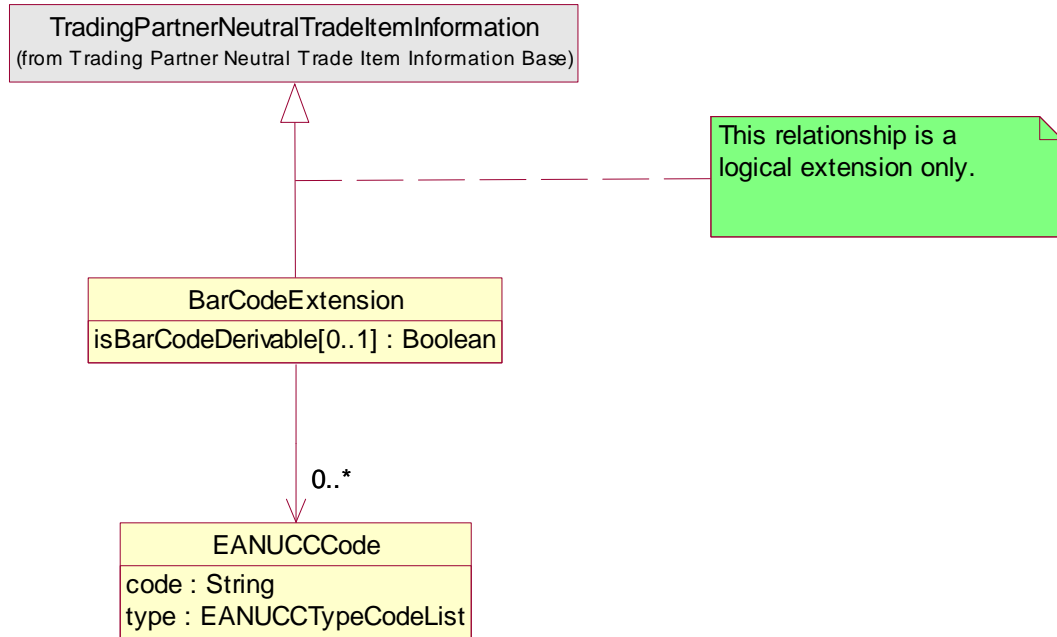 TradingPartnerNeutralTradeItemInformation
(from Trading Partner Neutral Trade Item Information Base)
This relationship is a
logical extension only.
BarCodeExtension
isBarCodeDerivable[0..1] : Boolean
0..*
EANUCCCode
code : String
type : EANUCCTypeCodeList